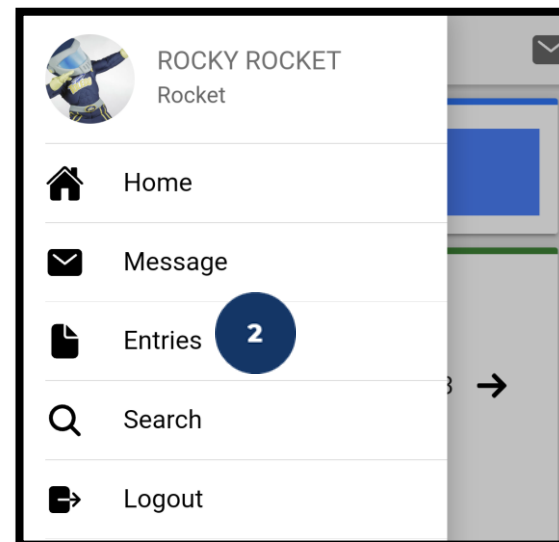 ROCKY ROCKET
Rocket
Home
Message
Entries 2
Search
Logout